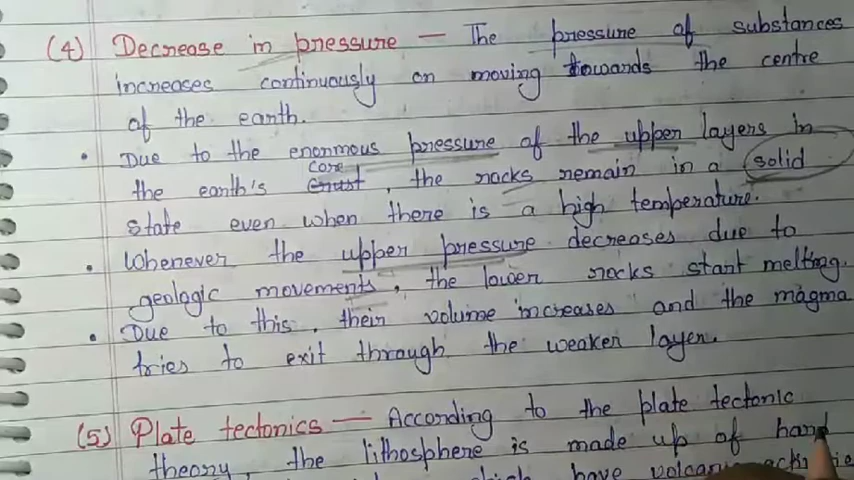 (4) Decrease in pressure — The pressure of substances
increases continuously on moving towards the centre
of the earth.
• Due to the enormous pressure of the upper layers in
the earth's core, the rocks remain in a solid
state even when there is a high temperature.
• Whenever the upper pressure decreases due to
geologic movements, the lower rocks start melting.
• Due to this, their volume increases and the magma
tries to exit through the weaker layer.
(5) Plate tectonics — According to the plate tectonic
theory, the lithosphere is made up of hard
which have volcanic